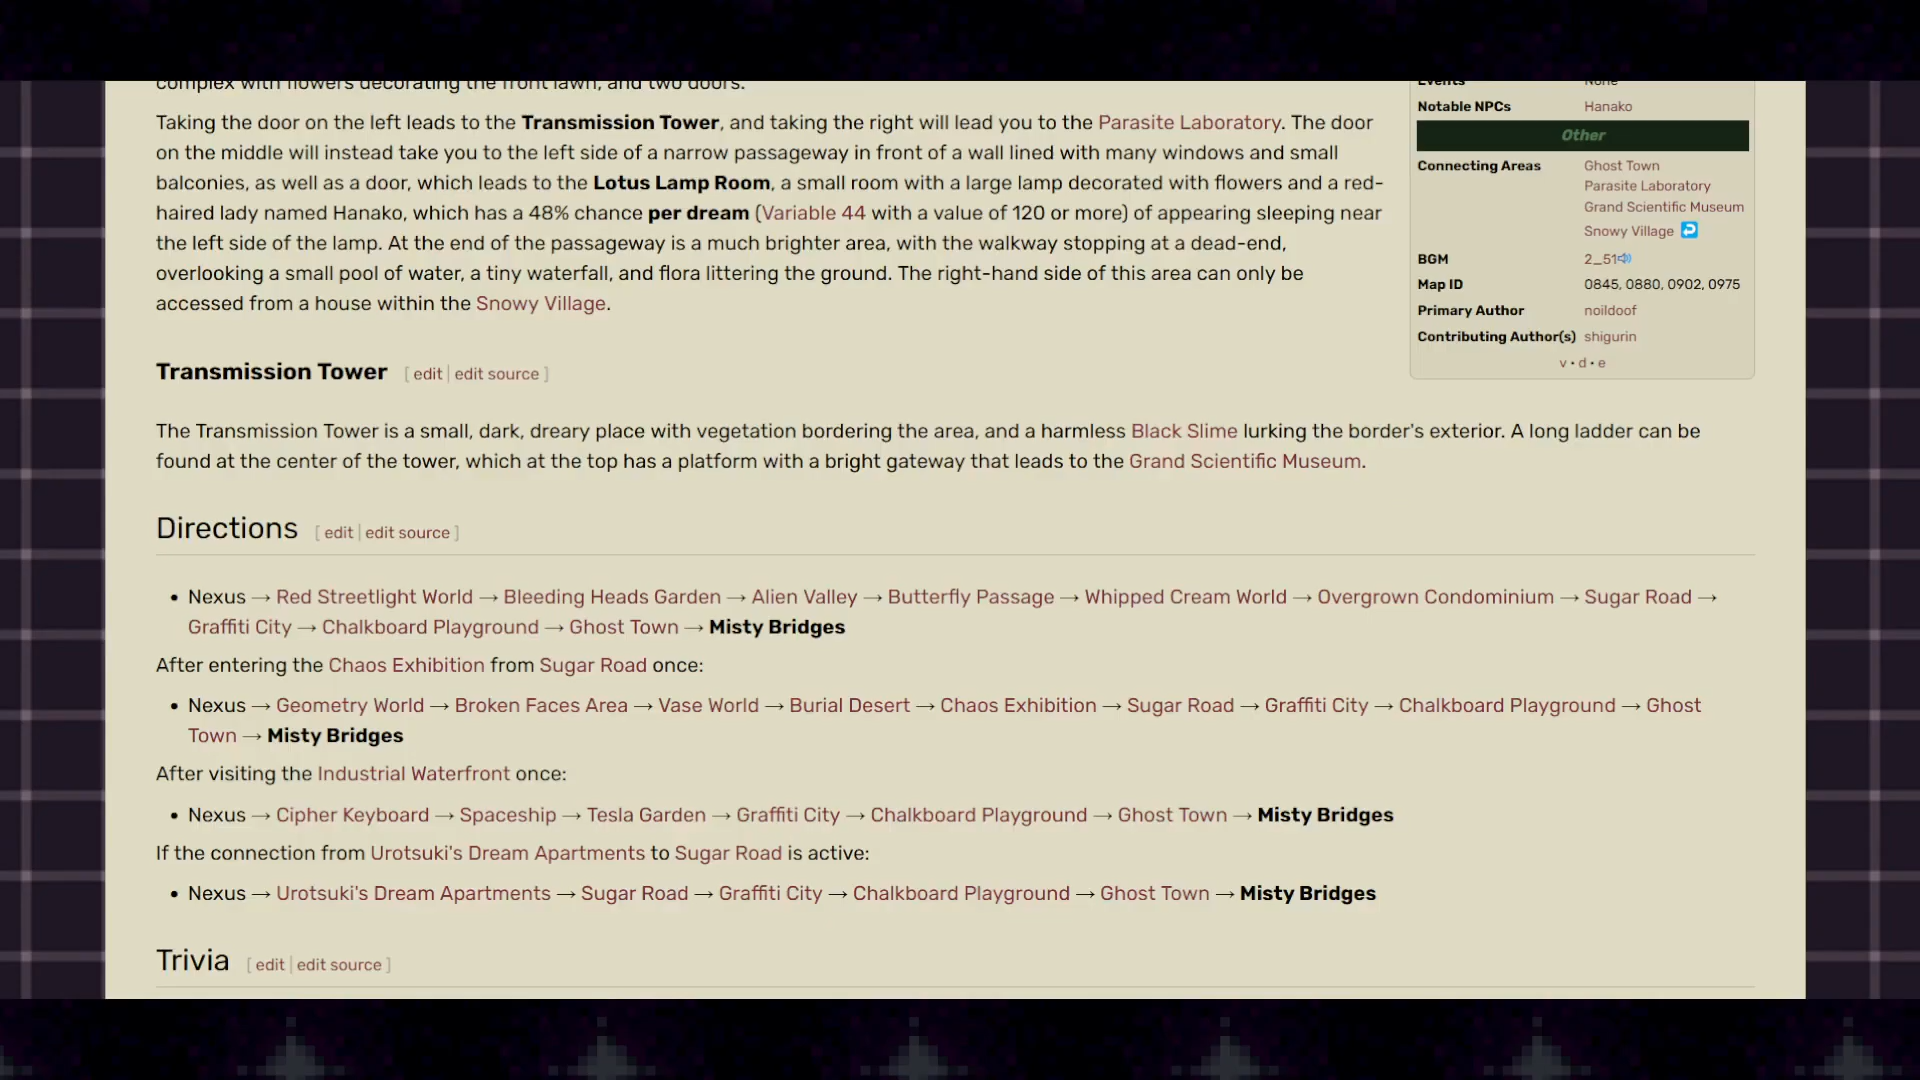 complex with flowers decorating the front lawn, and two doors.
Taking the door on the left leads to the Transmission Tower, and taking the right will lead you to the Parasite Laboratory. The door
on the middle will instead take you to the left side of a narrow passageway in front of a wall lined with many windows and small
balconies, as well as a door, which leads to the Lotus Lamp Room, a small room with a large lamp decorated with flowers and a red-
haired lady named Hanako, which has a 48% chance per dream (Variable 44 with a value of 120 or more) of appearing sleeping near
the left side of the lamp. At the end of the passageway is a much brighter area, with the walkway stopping at a dead-end,
overlooking a small pool of water, a tiny waterfall, and flora littering the ground. The right-hand side of this area can only be
accessed from a house within the Snowy Village.
Events None
Notable NPCs Hanako
Other
Connecting Areas Ghost Town
Parasite Laboratory
Grand Scientific Museum
Snowy Village
BGM 2_51
Map ID 0845, 0880, 0902, 0975
Primary Author noildoof
Contributing Author(s) shigurin
v • d • e
Transmission Tower [ edit | edit source ]
The Transmission Tower is a small, dark, dreary place with vegetation bordering the area, and a harmless Black Slime lurking the border's exterior. A long ladder can be
found at the center of the tower, which at the top has a platform with a bright gateway that leads to the Grand Scientific Museum.
Directions [ edit | edit source ]
• Nexus → Red Streetlight World → Bleeding Heads Garden → Alien Valley → Butterfly Passage → Whipped Cream World → Overgrown Condominium → Sugar Road →
Graffiti City → Chalkboard Playground → Ghost Town → Misty Bridges
After entering the Chaos Exhibition from Sugar Road once:
• Nexus → Geometry World → Broken Faces Area → Vase World → Burial Desert → Chaos Exhibition → Sugar Road → Graffiti City → Chalkboard Playground → Ghost
Town → Misty Bridges
After visiting the Industrial Waterfront once:
• Nexus → Cipher Keyboard → Spaceship → Tesla Garden → Graffiti City → Chalkboard Playground → Ghost Town → Misty Bridges
If the connection from Urotsuki's Dream Apartments to Sugar Road is active:
• Nexus → Urotsuki's Dream Apartments → Sugar Road → Graffiti City → Chalkboard Playground → Ghost Town → Misty Bridges
Trivia [ edit | edit source ]